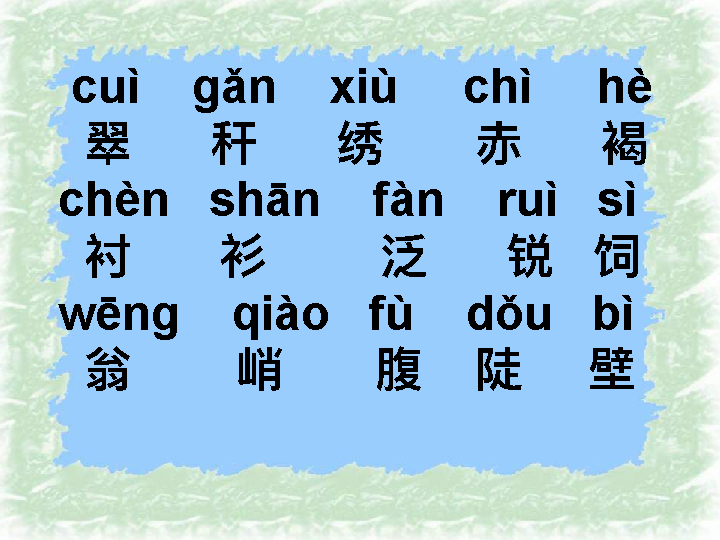 cuì gǎn xiù chì hè
翠 秆 绣 赤 褐
chèn shān fàn ruì sì
衬 衫 泛 锐 饲
wēng qiào fù dǒu bì
翁 峭 腹 陡 壁